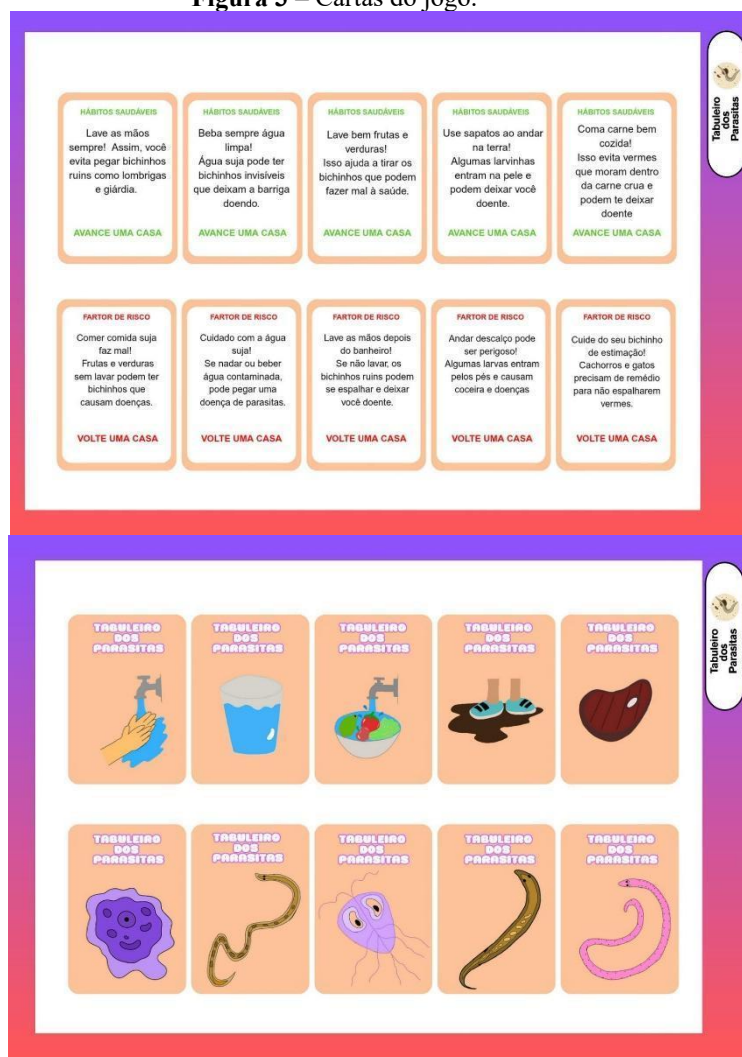 Figura 3 – Cartas do jogo.
Tabuleiro
dos
Parasitas
HÁBITOS SAUDÁVEIS
Lave as mãos
sempre! Assim, você
evita pegar bichinhos
ruins como lombrigas
e giárdia.
AVANCE UMA CASA
HÁBITOS SAUDÁVEIS
Beba sempre água
limpa!
Água suja pode ter
bichinhos invisíveis
que deixam a barriga
doendo.
AVANCE UMA CASA
HÁBITOS SAUDÁVEIS
Lave bem frutas e
verduras!
Isso ajuda a tirar os
bichinhos que podem
fazer mal à saúde.
AVANCE UMA CASA
HÁBITOS SAUDÁVEIS
Use sapatos ao andar
na terra!
Algumas larvinhas
entram na pele e
podem deixar você
doente.
AVANCE UMA CASA
HÁBITOS SAUDÁVEIS
Coma carne bem
cozida!
Isso evita vermes
que moram dentro
da carne crua e
podem te deixar
doente
AVANCE UMA CASA
FARTOR DE RISCO
Comer comida suja
faz mal!
Frutas e verduras
sem lavar podem ter
bichinhos que
causam doenças.
VOLTE UMA CASA
FARTOR DE RISCO
Cuidado com a água
suja!
Se nadar ou beber
água contaminada,
pode pegar uma
doença de parasitas.
VOLTE UMA CASA
FARTOR DE RISCO
Lave as mãos depois
do banheiro!
Se não lavar, os
bichinhos ruins podem
se espalhar e deixar
você doente.
VOLTE UMA CASA
FARTOR DE RISCO
Andar descalço pode
ser perigoso!
Algumas larvas entram
pelos pés e causam
coceira e doenças
VOLTE UMA CASA
FARTOR DE RISCO
Cuide do seu bichinho
de estimação!
Cachorros e gatos
precisam de remédio
para não espalharem
vermes.
VOLTE UMA CASA
Tabuleiro
dos
Parasitas
TABULEIRO
DOS
PARASITAS
TABULEIRO
DOS
PARASITAS
TABULEIRO
DOS
PARASITAS
TABULEIRO
DOS
PARASITAS
TABULEIRO
DOS
PARASITAS
TABULEIRO
DOS
PARASITAS
TABULEIRO
DOS
PARASITAS
TABULEIRO
DOS
PARASITAS
TABULEIRO
DOS
PARASITAS
TABULEIRO
DOS
PARASITAS